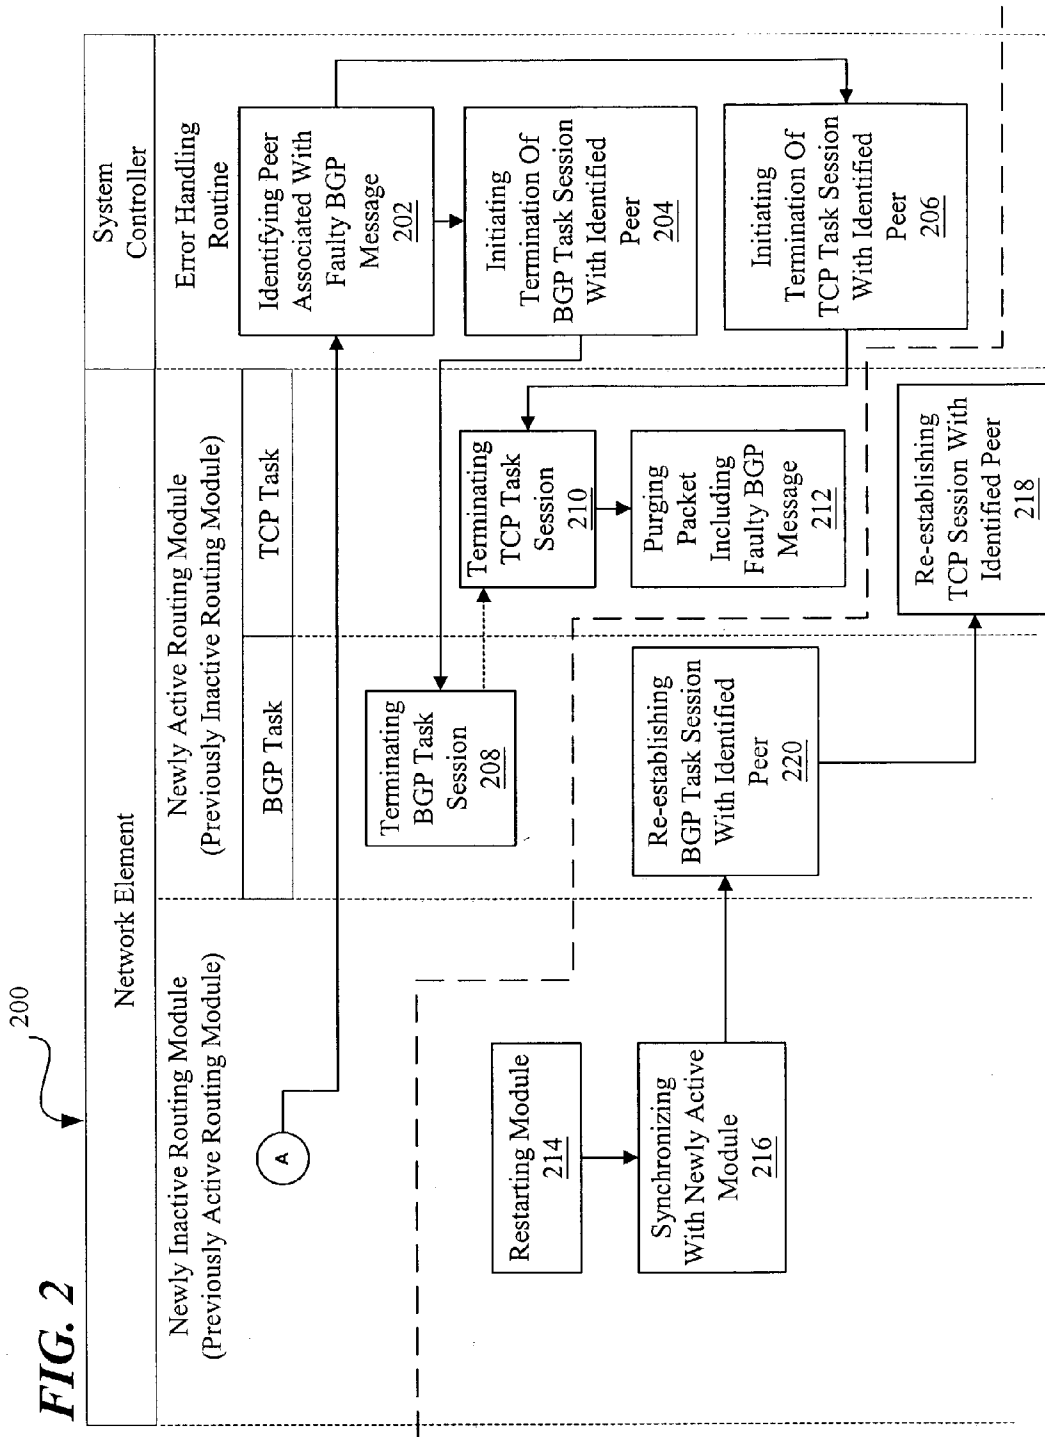 FIG. 2
200
Network Element
System
Controller
Newly Inactive Routing Module
(Previously Active Routing Module)
Newly Active Routing Module
(Previously Inactive Routing Module)
Error Handling
Routine
BGP Task
TCP Task
A
Identifying Peer
Associated With
Faulty BGP
Message
202
Initiating
Termination Of
BGP Task Session
With Identified
Peer
204
Initiating
Termination Of
TCP Task Session
With Identified
Peer
206
Terminating
BGP Task
Session
208
Terminating
TCP Task
Session
210
Purging
Packet
Including
Faulty BGP
Message
212
Restarting Module
214
Synchronizing
With Newly Active
Module
216
Re-establishing
BGP Task Session
With Identified
Peer
220
Re-establishing
TCP Session With
Identified Peer
218